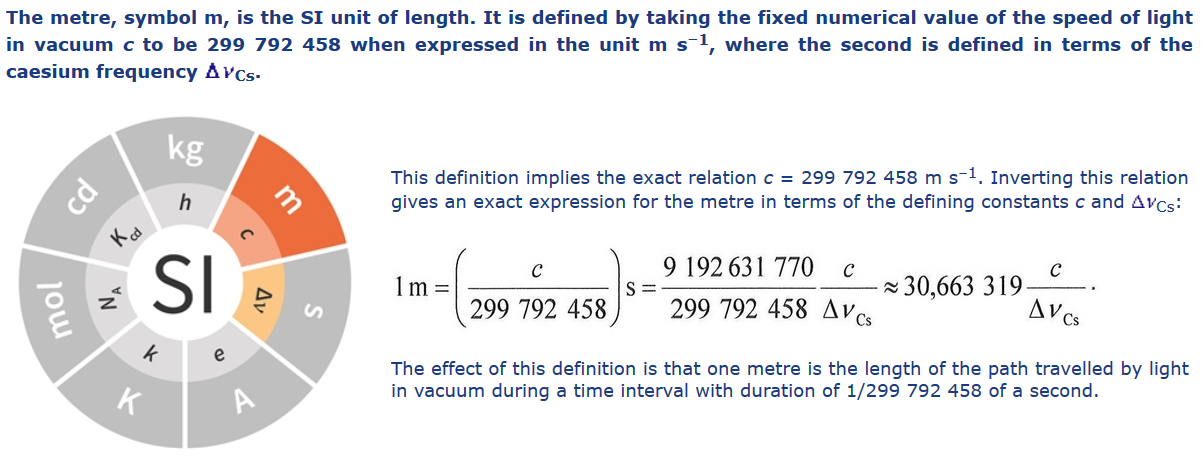 The metre, symbol m, is the SI unit of length. It is defined by taking the fixed numerical value of the speed of light
in vacuum c to be 299 792 458 when expressed in the unit m s⁻¹, where the second is defined in terms of the
caesium frequency ΔνCs.
kg
cd
m
h
Kcd
c
SI
mol
NA
Δν
s
k
e
K
A
This definition implies the exact relation c = 299 792 458 m s⁻¹. Inverting this relation
gives an exact expression for the metre in terms of the defining constants c and ΔνCs:
1 m = (c / 299 792 458) s = 9 192 631 770 / 299 792 458 c / ΔνCs ≈ 30,663 319 c / ΔνCs .
The effect of this definition is that one metre is the length of the path travelled by light
in vacuum during a time interval with duration of 1/299 792 458 of a second.